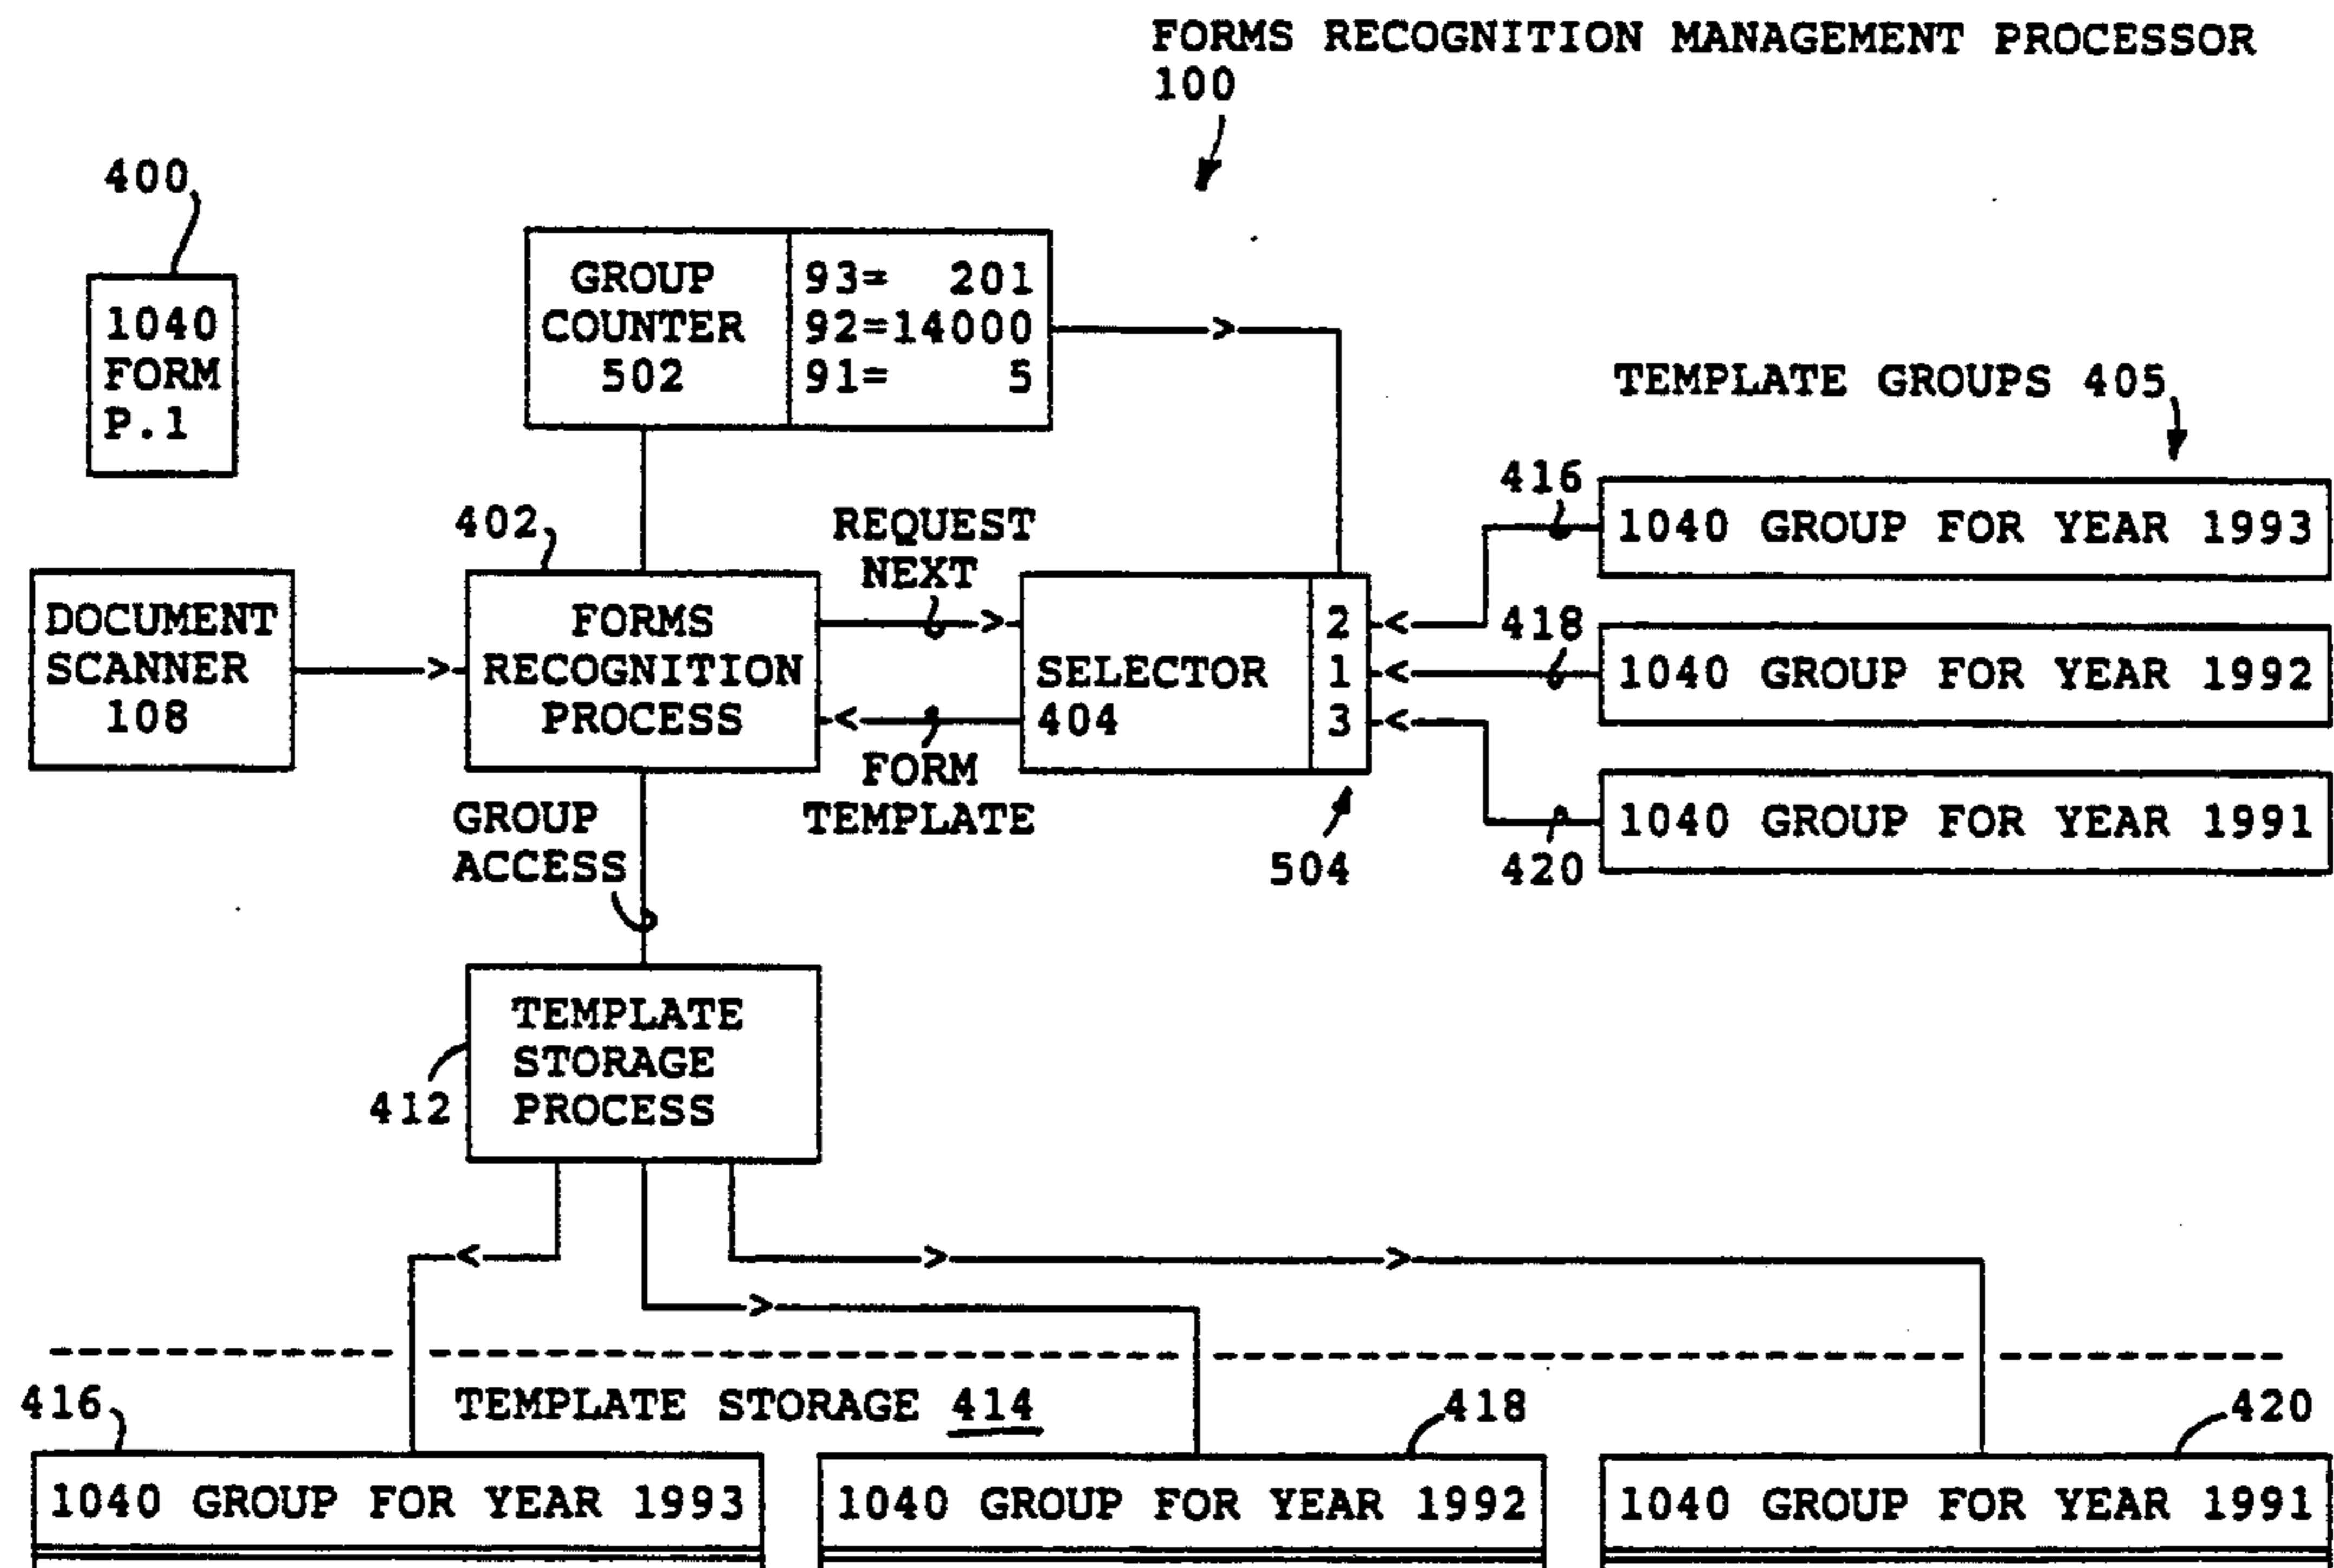 FORMS RECOGNITION MANAGEMENT PROCESSOR
100
400
1040
FORM
P.1
GROUP
COUNTER
502
93= 201
92=14000
91= 5
TEMPLATE GROUPS 405
416
1040 GROUP FOR YEAR 1993
418
1040 GROUP FOR YEAR 1992
420
1040 GROUP FOR YEAR 1991
402
REQUEST
NEXT
DOCUMENT
SCANNER
108
FORMS
RECOGNITION
PROCESS
SELECTOR
404
2
1
3
504
FORM
TEMPLATE
GROUP
ACCESS
TEMPLATE
STORAGE
PROCESS
412
TEMPLATE STORAGE 414
416
418
420
1040 GROUP FOR YEAR 1993
1040 GROUP FOR YEAR 1992
1040 GROUP FOR YEAR 1991